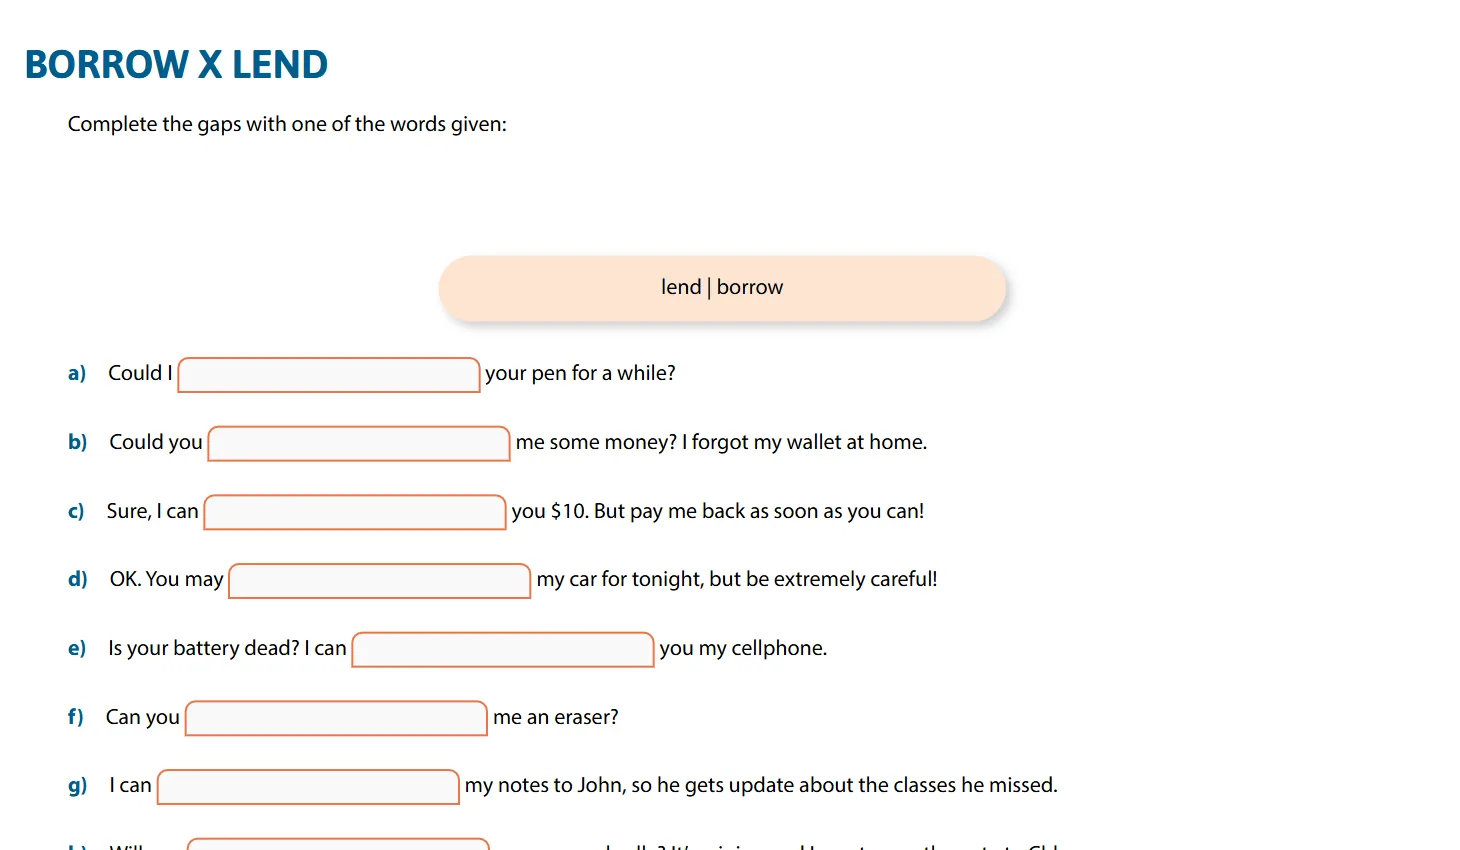 BORROW X LEND
Complete the gaps with one of the words given:
lend | borrow
a) Could I your pen for a while?
b) Could you me some money? I forgot my wallet at home.
c) Sure, I can you $10. But pay me back as soon as you can!
d) OK. You may my car for tonight, but be extremely careful!
e) Is your battery dead? I can you my cellphone.
f) Can you me an eraser?
g) I can my notes to John, so he gets update about the classes he missed.